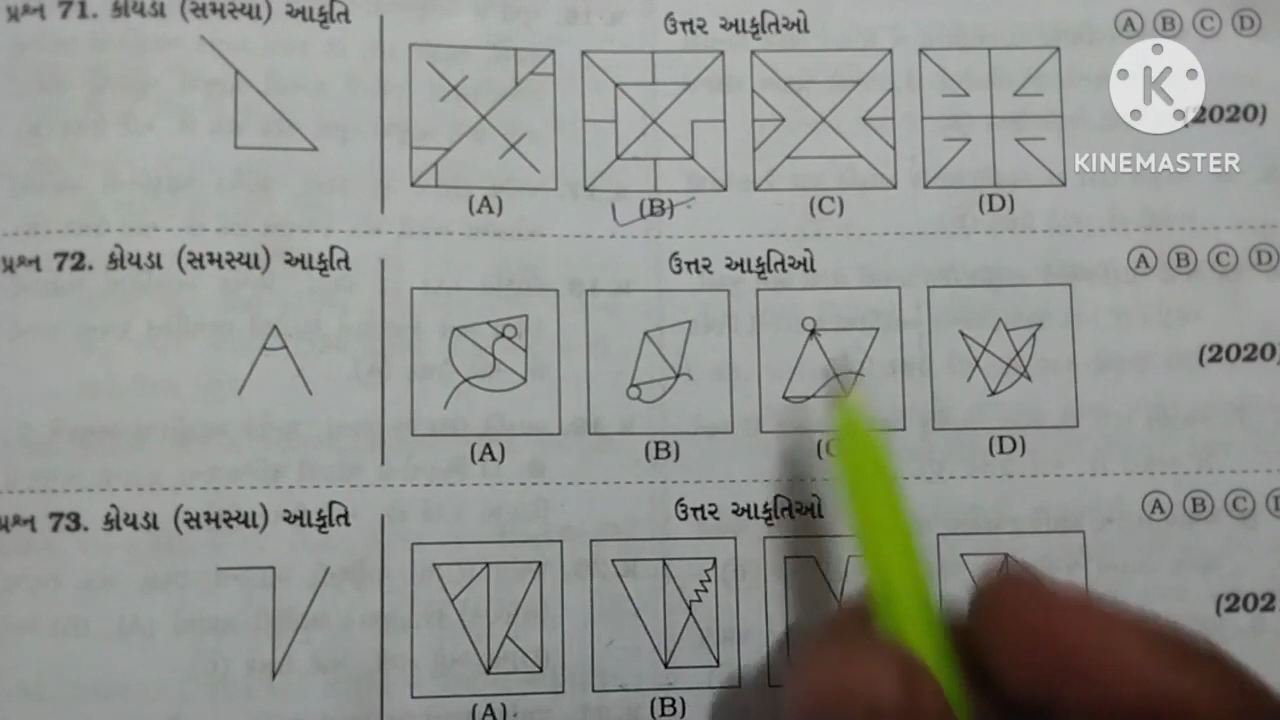 પ્રશ્ન 71. કોયડા (સમસ્યા) આકૃતિ
ઉત્તર આકૃતિઓ
A B C D
K
KINEMASTER
(2020)
(A) (B) (C) (D)
પ્રશ્ન 72. કોયડા (સમસ્યા) આકૃતિ
ઉત્તર આકૃતિઓ
A B C D
(2020)
(A) (B) (C) (D)
પ્રશ્ન 73. કોયડા (સમસ્યા) આકૃતિ
ઉત્તર આકૃતિઓ
A B C
(202
(A) (B)